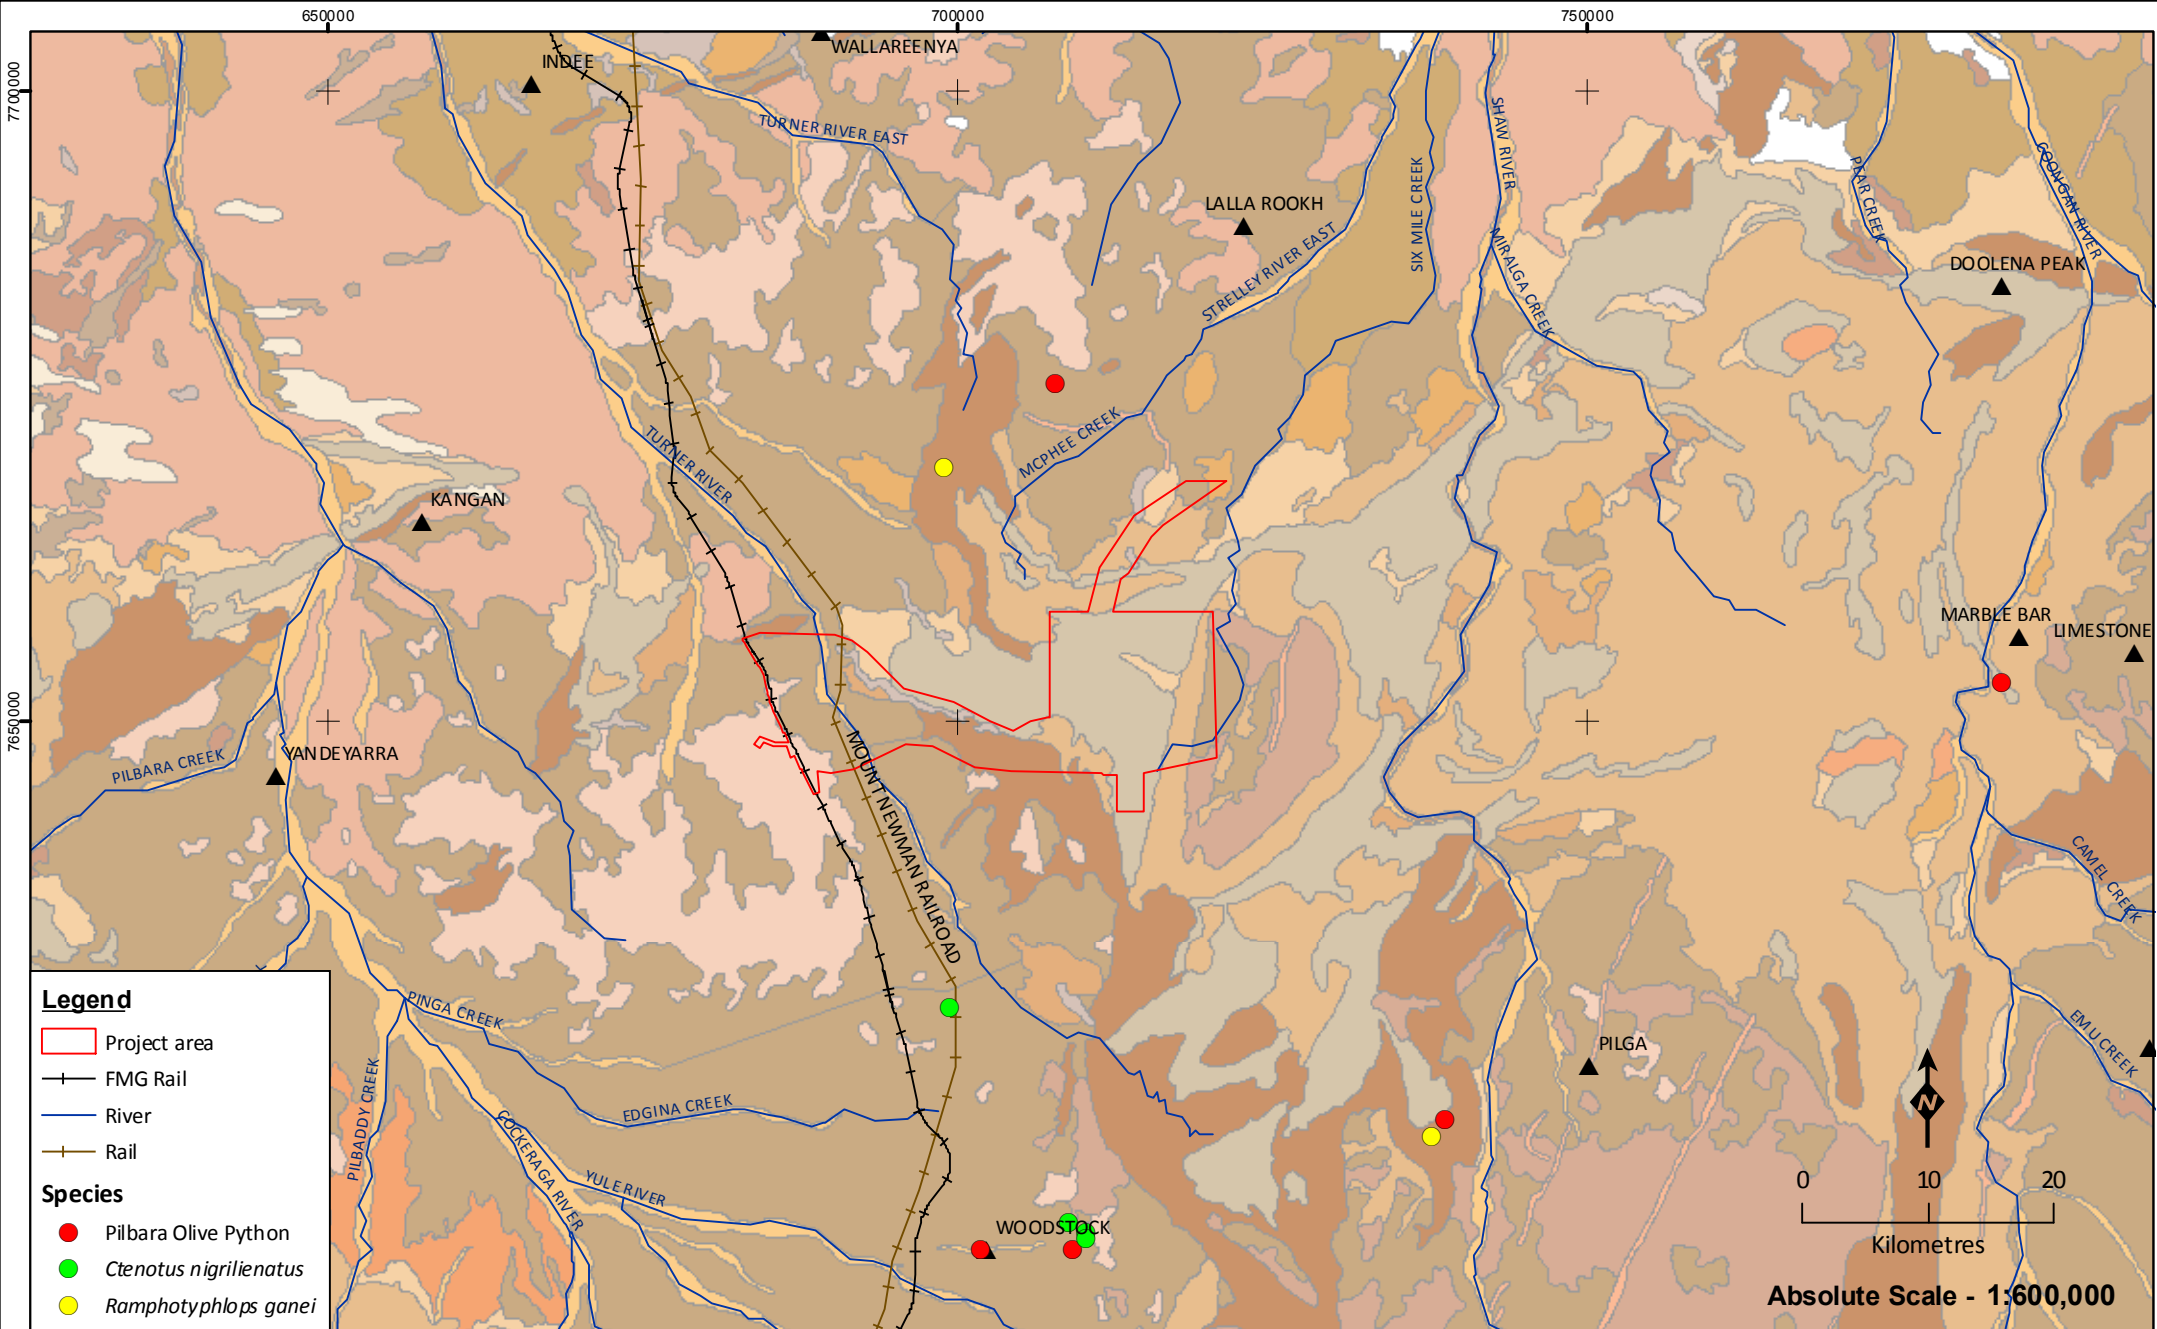 650000
700000
750000
7700000
7650000
INDEE
WALLAREENYA
TURNER RIVER EAST
LALLA ROOKH
STRELLEY RIVER EAST
SIX MILE CREEK
SHAW RIVER
MIRALGA CREEK
PEAR CREEK
COONGAN RIVER
DOOLENA PEAK
KANGAN
TURNER RIVER
MCPHEE CREEK
MARBLE BAR
LIMESTONE
PILBARA CREEK
YANDEYARRA
MOUNT NEWMAN RAILROAD
CAMEL CREEK
PINGA CREEK
PILBADDY CREEK
EDGINA CREEK
COCKERAGA RIVER
YULE RIVER
WOODSTOCK
PILGA
EMU CREEK
Legend
Project area
FMG Rail
River
Rail
Species
Pilbara Olive Python
Ctenotus nigrilienatus
Ramphotyphlops ganei
N
0 10 20
Kilometres
Absolute Scale - 1:600,000